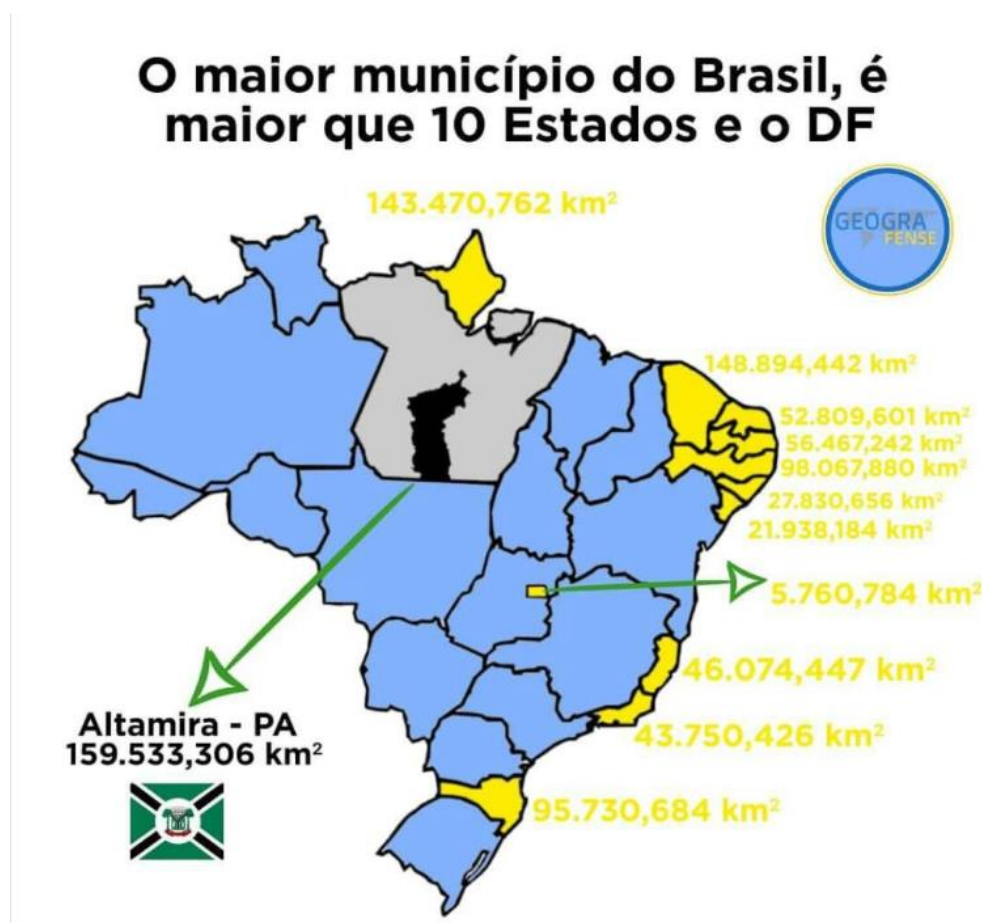 O maior município do Brasil, é
maior que 10 Estados e o DF
143.470,762 km²
GEOGRA
FENSE
148.894,442 km²
52.809,601 km²
56.467,242 km²
98.067,880 km²
27.830,656 km²
21.938,184 km²
5.760,784 km²
46.074,447 km²
Altamira - PA
159.533,306 km²
43.750,426 km²
95.730,684 km²